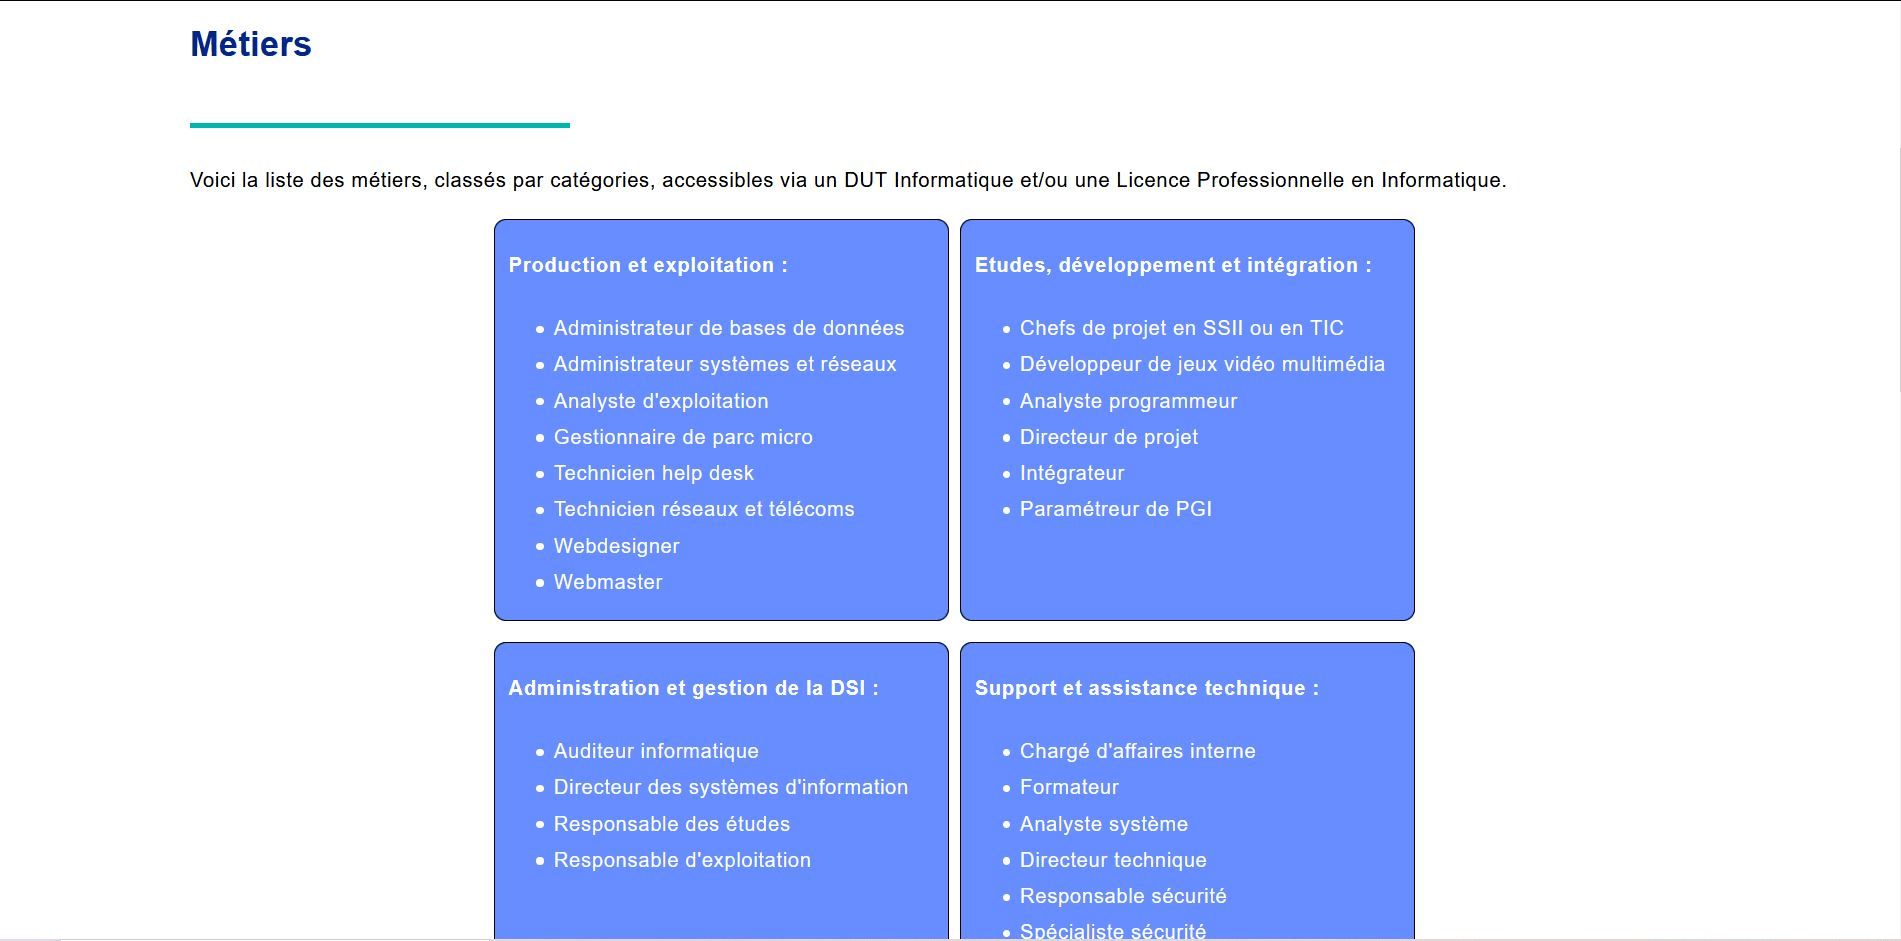 Métiers
Voici la liste des métiers, classés par catégories, accessibles via un DUT Informatique et/ou une Licence Professionnelle en Informatique.
Production et exploitation :
Administrateur de bases de données
Administrateur systèmes et réseaux
Analyste d'exploitation
Gestionnaire de parc micro
Technicien help desk
Technicien réseaux et télécoms
Webdesigner
Webmaster
Etudes, développement et intégration :
Chefs de projet en SSII ou en TIC
Développeur de jeux vidéo multimédia
Analyste programmeur
Directeur de projet
Intégrateur
Paramétreur de PGI
Administration et gestion de la DSI :
Auditeur informatique
Directeur des systèmes d'information
Responsable des études
Responsable d'exploitation
Support et assistance technique :
Chargé d'affaires interne
Formateur
Analyste système
Directeur technique
Responsable sécurité
Spécialiste sécurité